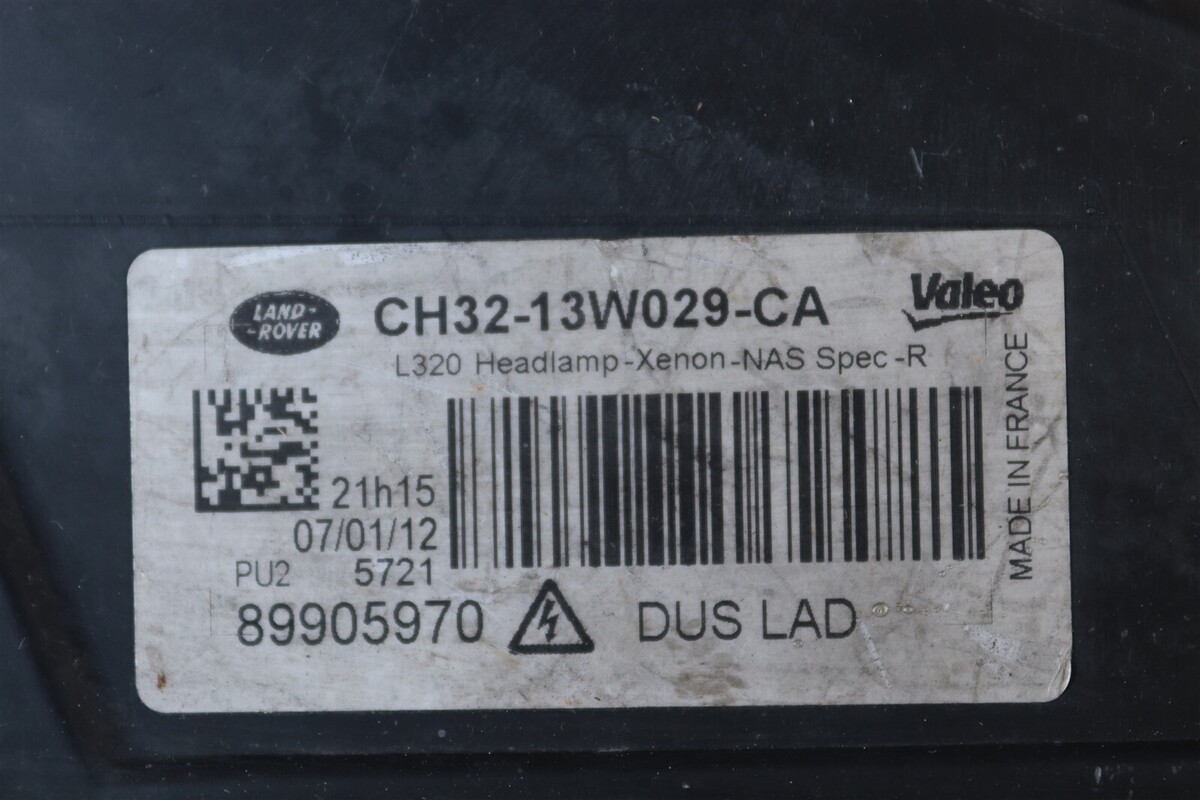 LAND-
-ROVER
CH32-13W029-CA
Valeo
L320 Headlamp-Xenon-NAS Spec-R
MADE IN FRANCE
21h15
07/01/12
PU2 5721
89905970
DUS LAD